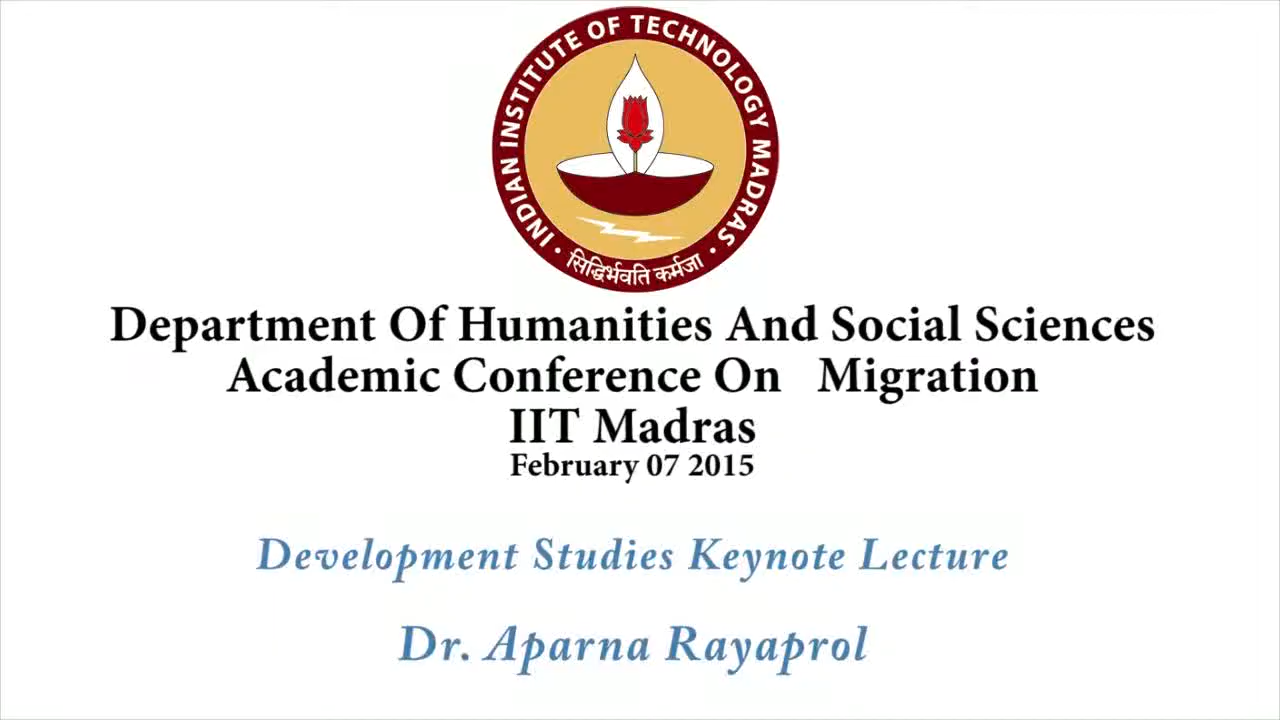 INDIAN INSTITUTE OF TECHNOLOGY MADRAS
सिद्धिर्भवति कर्मजा
Department Of Humanities And Social Sciences
Academic Conference On Migration
IIT Madras
February 07 2015
Development Studies Keynote Lecture
Dr. Aparna Rayaprol